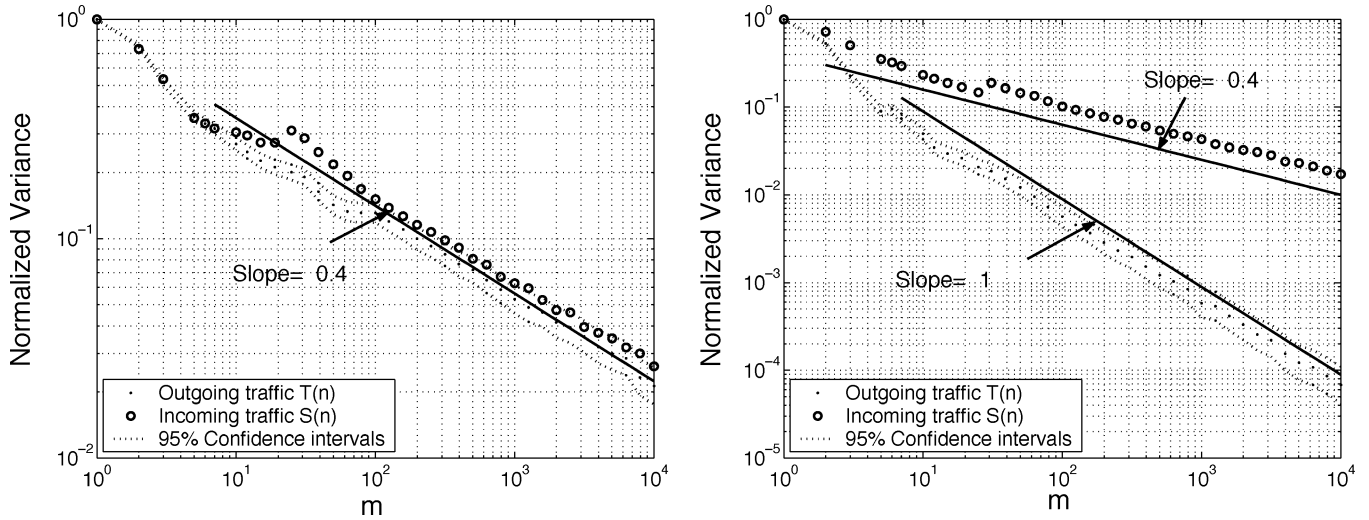 10^0
10^-1
10^-2
Normalized Variance
Slope= 0.4
Outgoing traffic T(n)
Incoming traffic S(n)
95% Confidence intervals
10^0 10^1 10^2 10^3 10^4
m
10^0
10^-1
10^-2
10^-3
10^-4
10^-5
Normalized Variance
Slope= 0.4
Slope= 1
Outgoing traffic T(n)
Incoming traffic S(n)
95% Confidence intervals
10^0 10^1 10^2 10^3 10^4
m